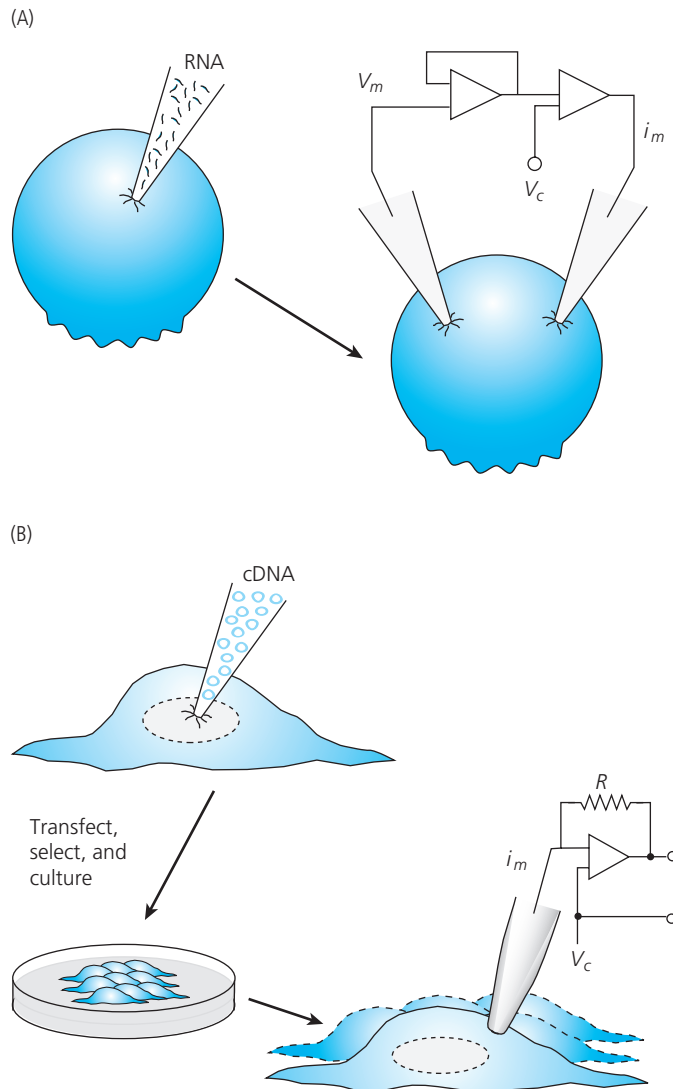 (A)
RNA
V_m
i_m
V_c
(B)
cDNA
Transfect,
select, and
culture
R
i_m
V_c